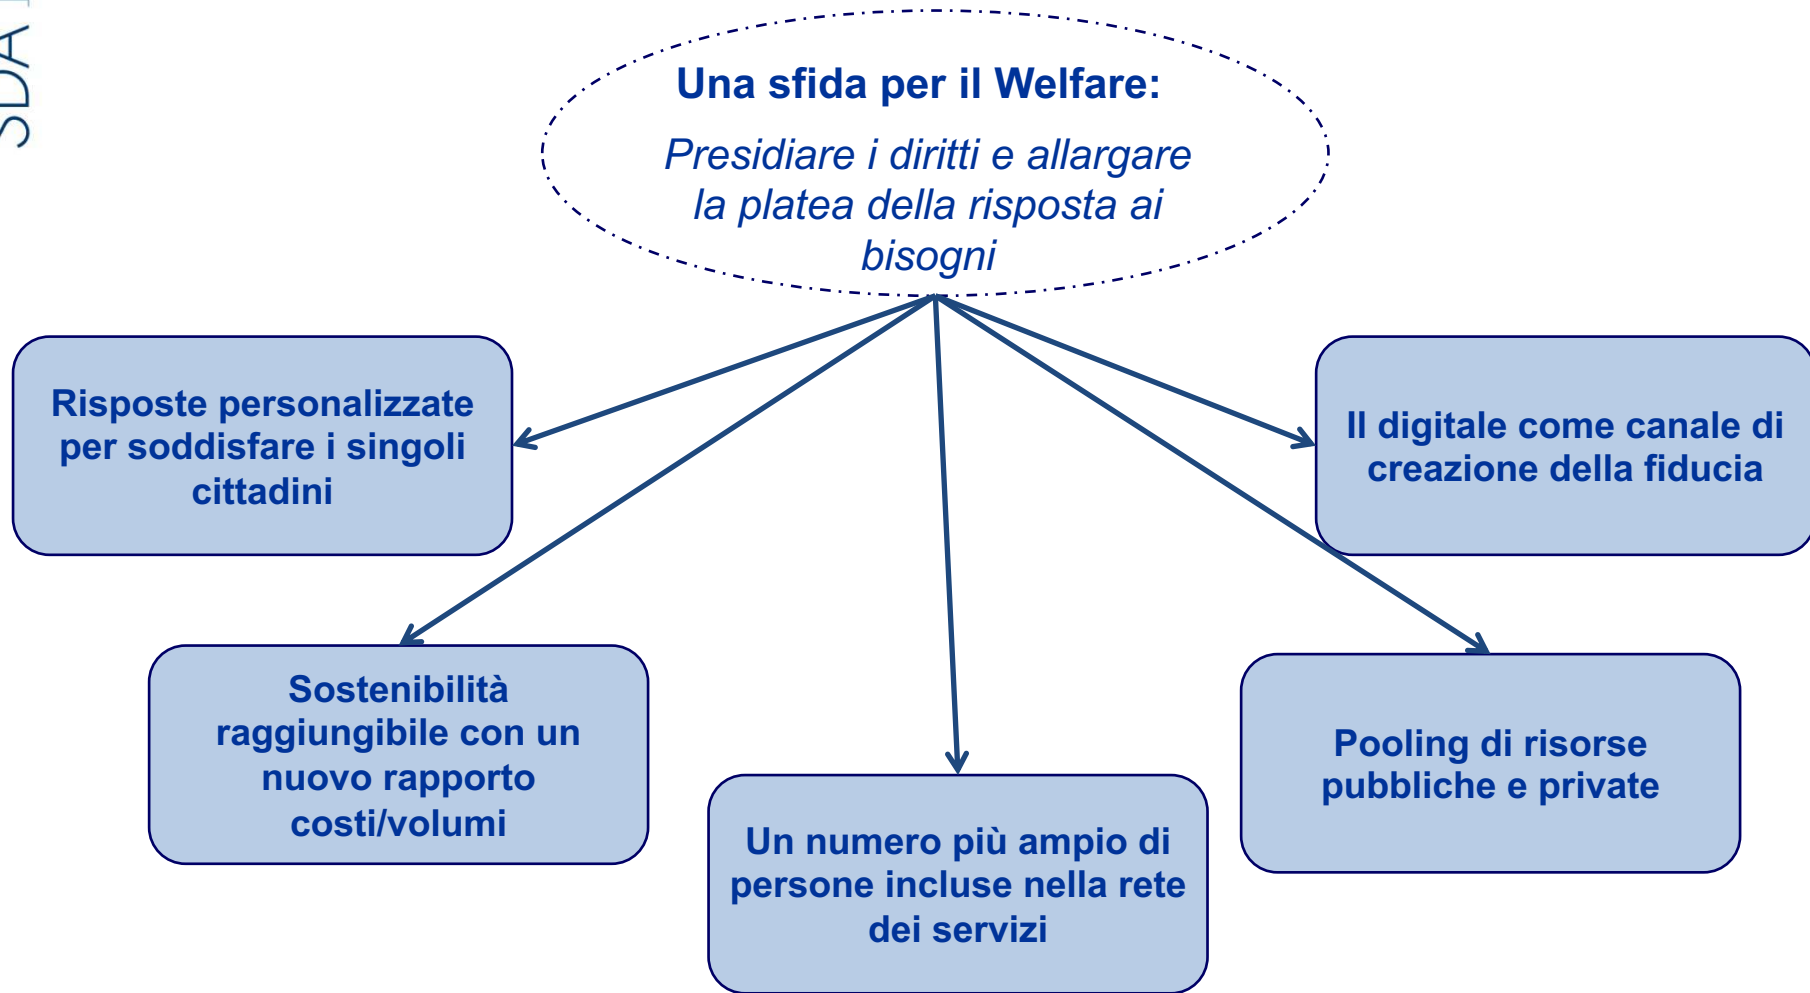 SDA
Una sfida per il Welfare:
Presidiare i diritti e allargare
la platea della risposta ai
bisogni
Risposte personalizzate
per soddisfare i singoli
cittadini
Il digitale come canale di
creazione della fiducia
Sostenibilità
raggiungibile con un
nuovo rapporto
costi/volumi
Un numero più ampio di
persone incluse nella rete
dei servizi
Pooling di risorse
pubbliche e private